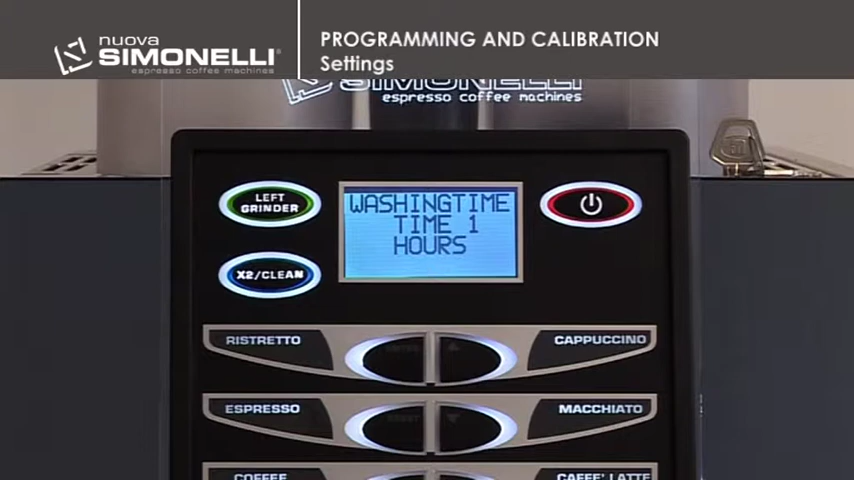 nuova
SIMONELLI
espresso coffee machines
PROGRAMMING AND CALIBRATION
Settings
SIMONELLI
espresso coffee machines
LEFT
GRINDER
WASHINGTIME
TIME 1
HOURS
X2/CLEAN
RISTRETTO
CAPPUCCINO
ESPRESSO
MACCHIATO
COFFEE
CAFFE' LATTE